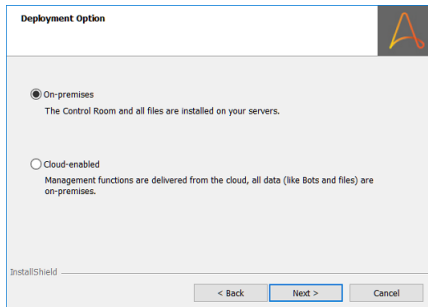 Deployment Option
On-premises
The Control Room and all files are installed on your servers.
Cloud-enabled
Management functions are delivered from the cloud, all data (like Bots and files) are
on-premises.
InstallShield
< Back Next > Cancel